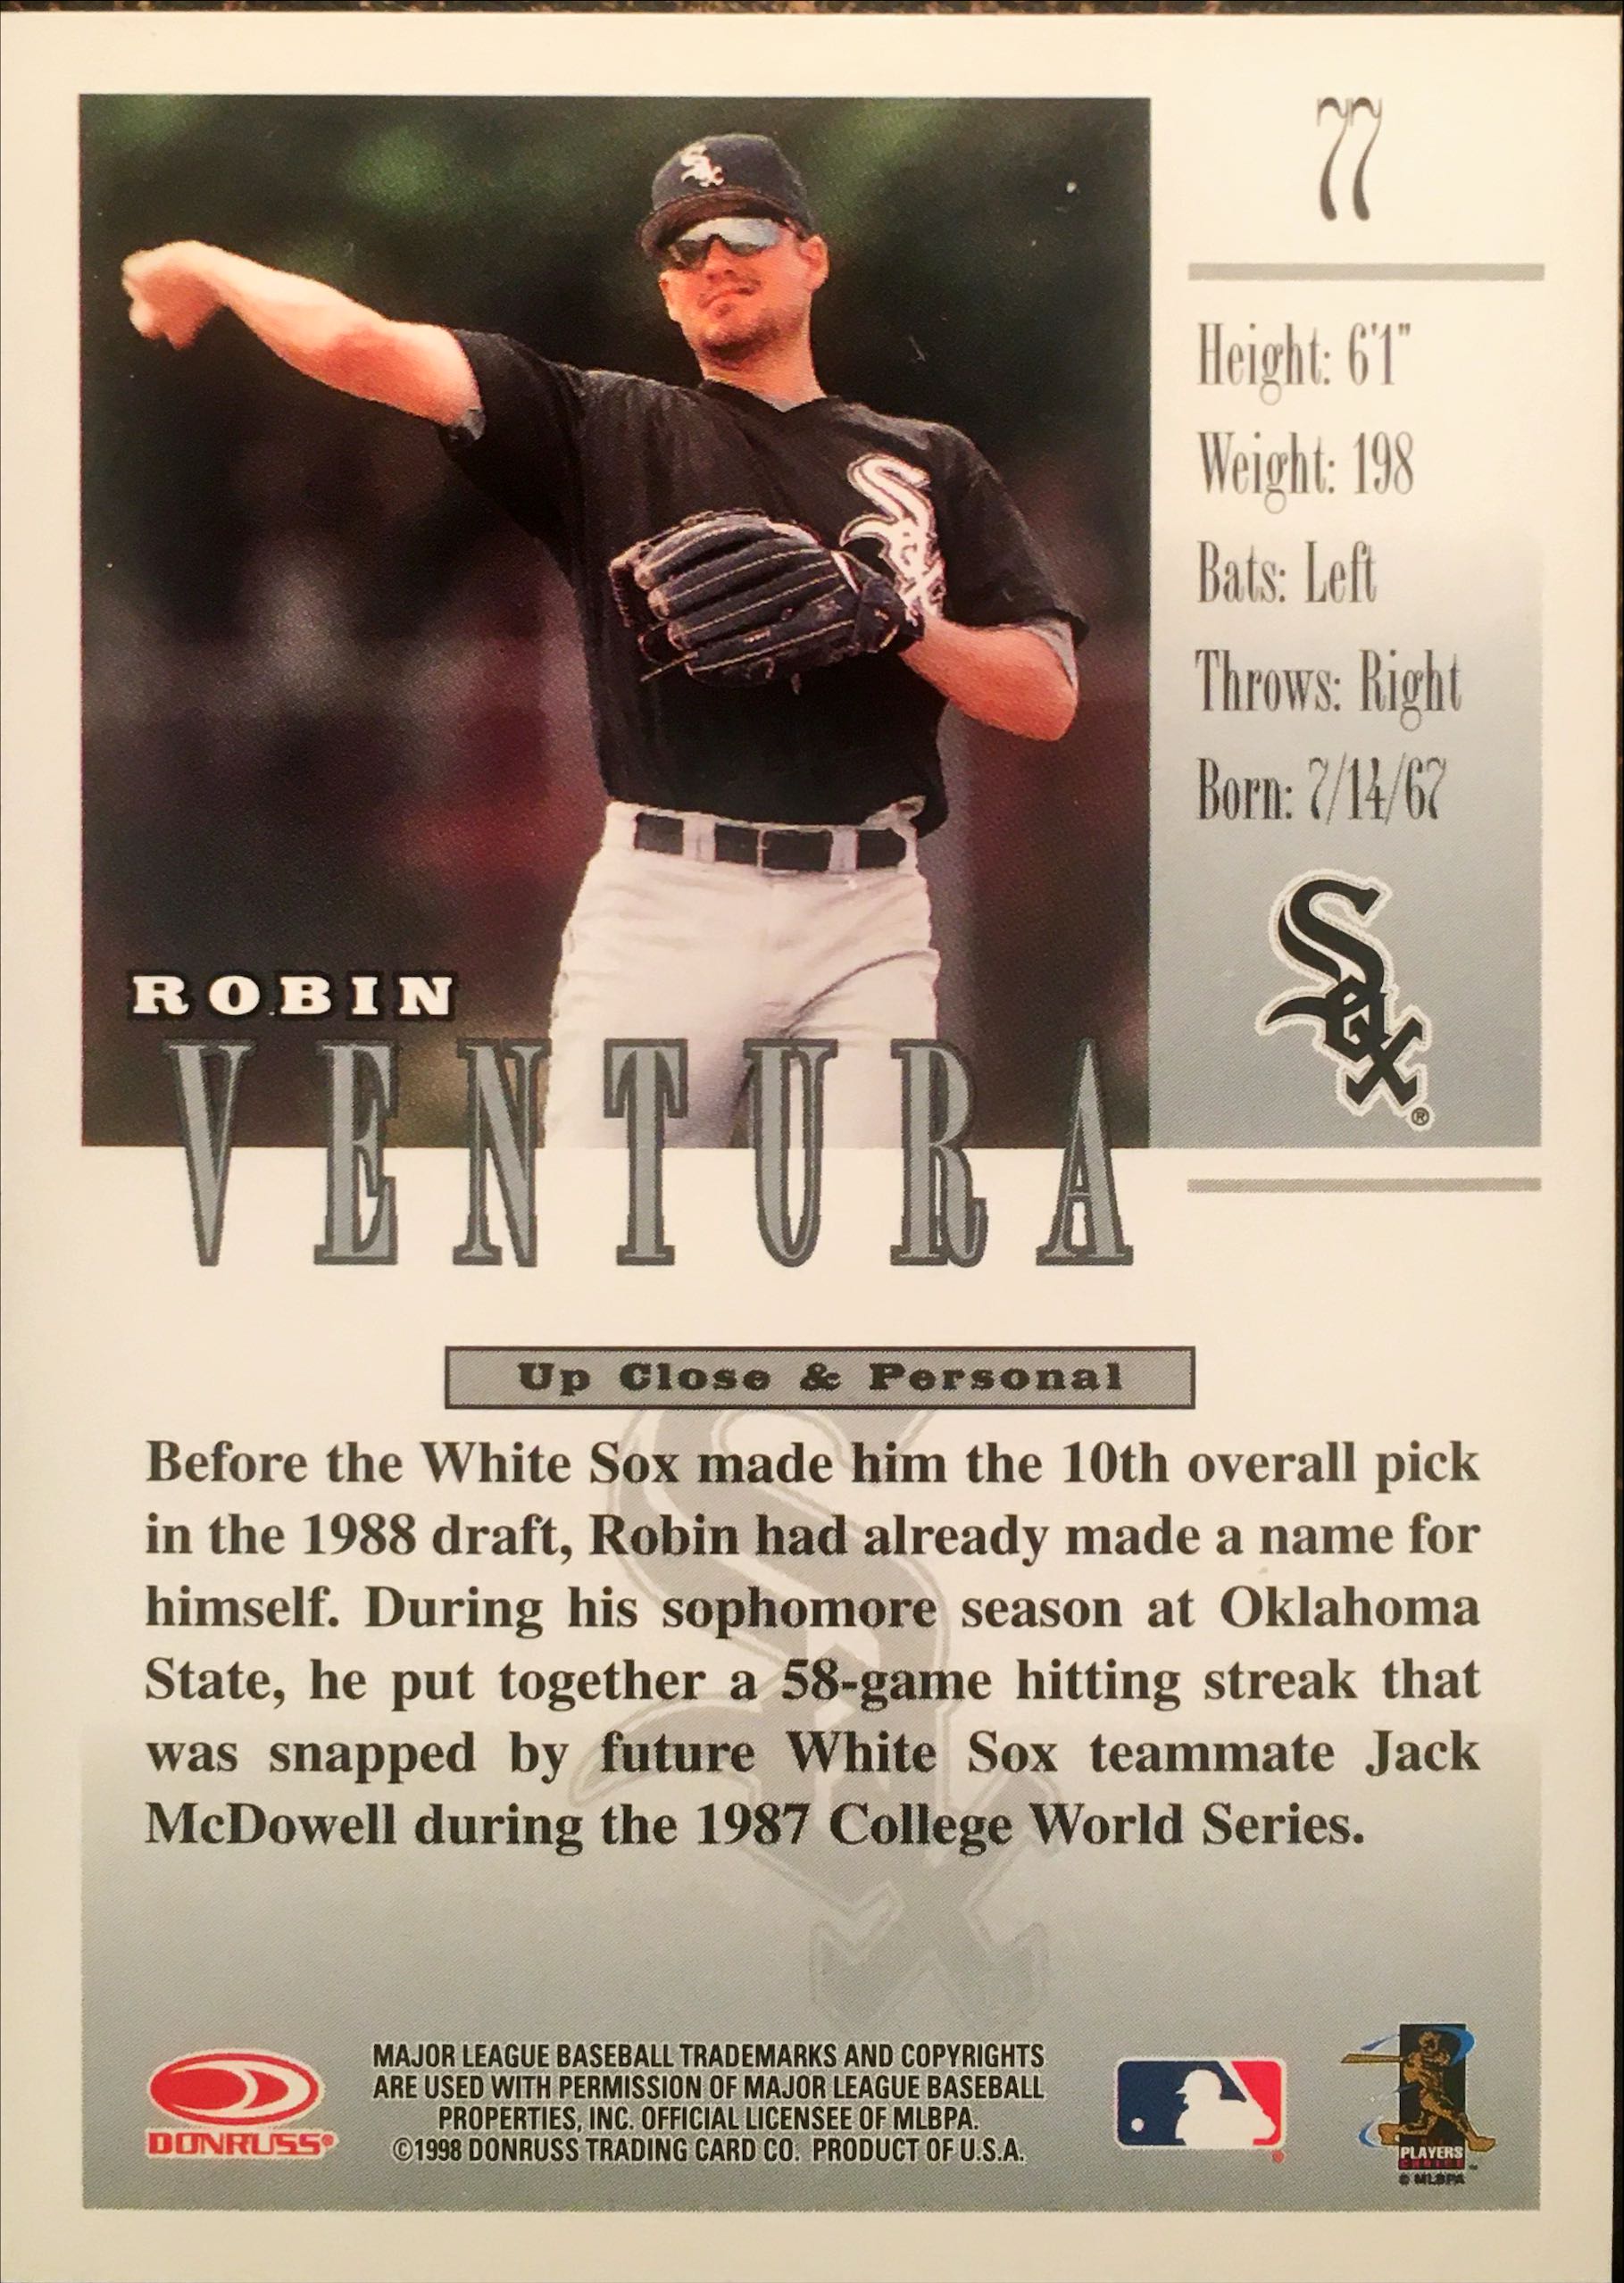 77
Height: 6'1"
Weight: 198
Bats: Left
Throws: Right
Born: 7/14/67
Sox
Sox
Sox®
ROBIN
VENTURA
Up Close & Personal
Before the White Sox made him the 10th overall pick
in the 1988 draft, Robin had already made a name for
himself. During his sophomore season at Oklahoma
State, he put together a 58-game hitting streak that
was snapped by future White Sox teammate Jack
McDowell during the 1987 College World Series.
DONRUSS®
MAJOR LEAGUE BASEBALL TRADEMARKS AND COPYRIGHTS
ARE USED WITH PERMISSION OF MAJOR LEAGUE BASEBALL
PROPERTIES, INC. OFFICIAL LICENSEE OF MLBPA.
©1998 DONRUSS TRADING CARD CO. PRODUCT OF U.S.A.
PLAYERS
CHOICE
© MLBPA